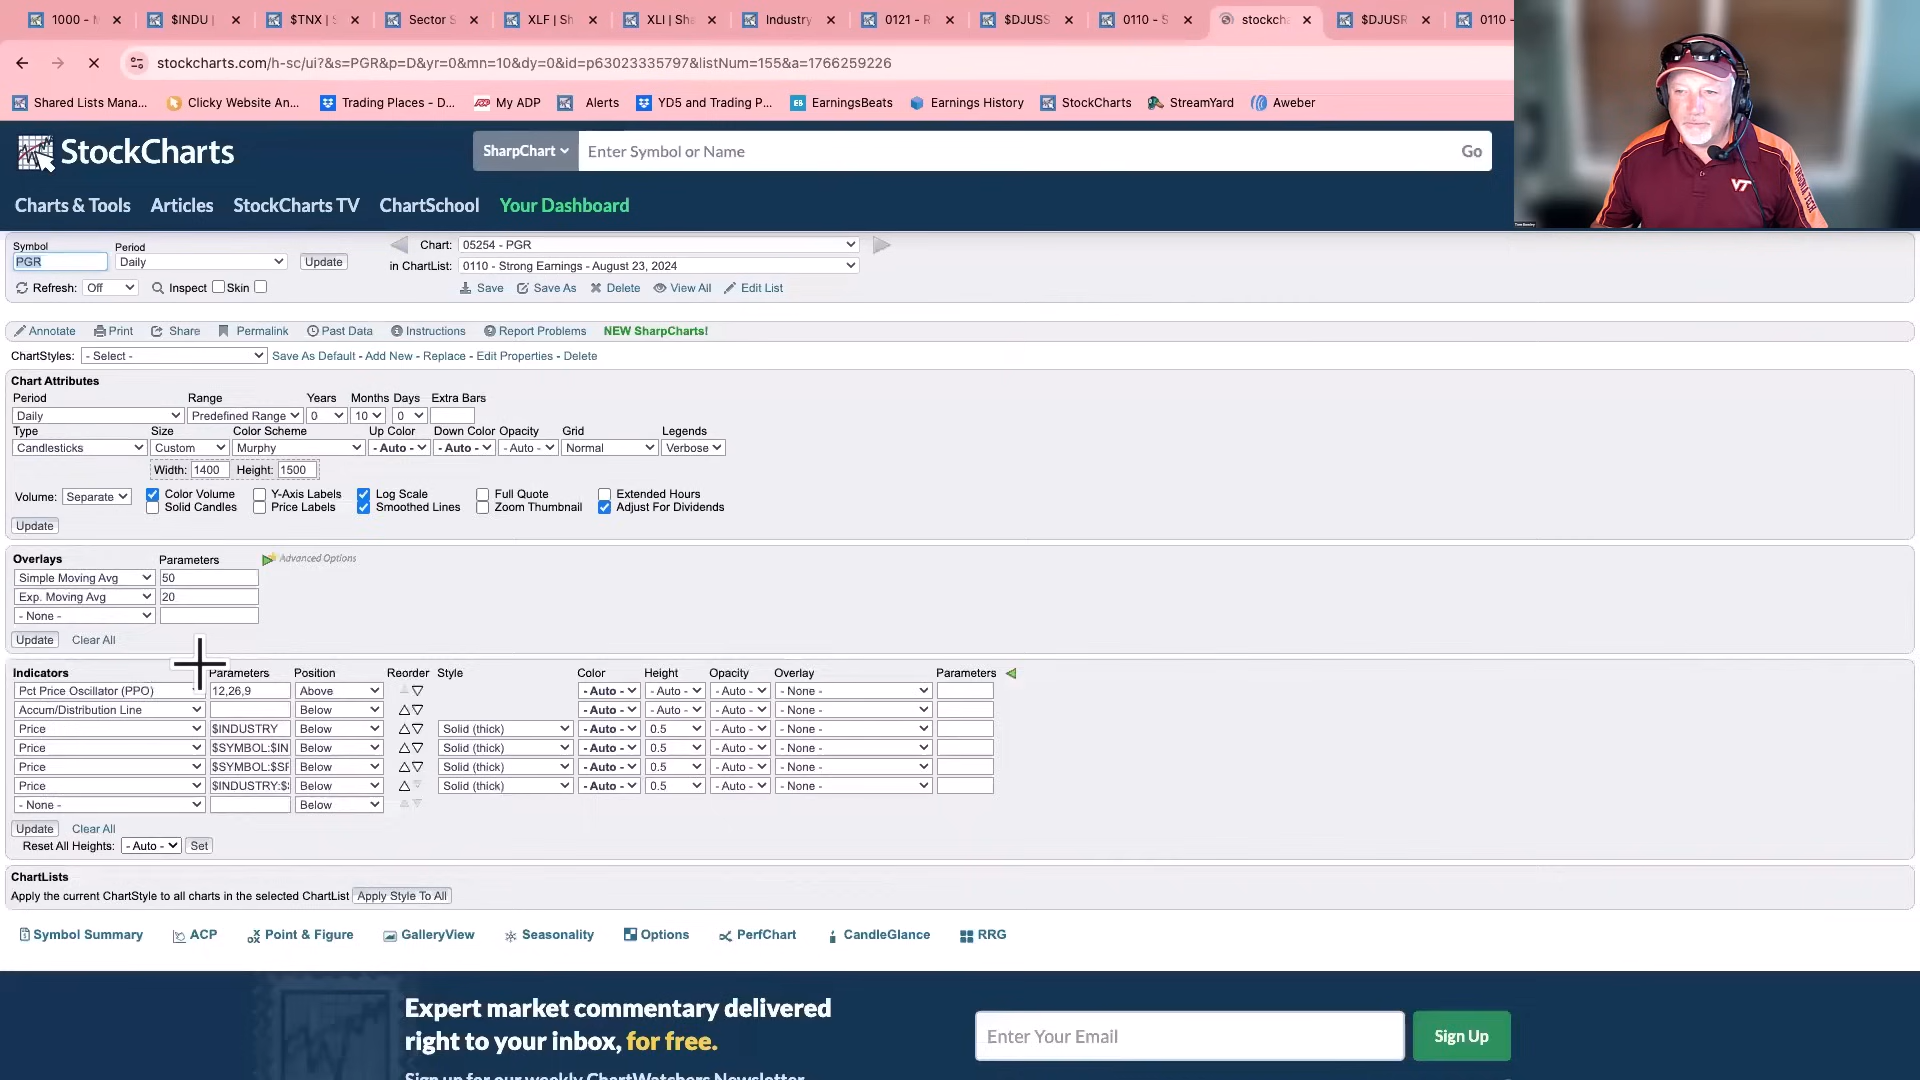 1000 - M
$INDU |
$TNX | S
Sector S
XLF | Sh
XLI | Sha
Industry
0121 - R
$DJUSS
0110 - S
stockcha
$DJUSR
0110 -
stockcharts.com/h-sc/ui?&s=PGR&p=D&yr=0&mn=10&dy=0&id=p63023335797&listNum=155&a=1766259226
Shared Lists Mana... Clicky Website An... Trading Places - D... My ADP Alerts YD5 and Trading P... EarningsBeats Earnings History StockCharts StreamYard Aweber
StockCharts
SharpChart Enter Symbol or Name Go
Charts & Tools Articles StockCharts TV ChartSchool Your Dashboard
VT
VIRGINIA TECH
Symbol Period
PGR Daily Update
Chart: 05254 - PGR
in ChartList: 0110 - Strong Earnings - August 23, 2024
Refresh: Off Inspect Skin
Save Save As Delete View All Edit List
Annotate Print Share Permalink Past Data Instructions Report Problems NEW SharpCharts!
ChartStyles: - Select - Save As Default - Add New - Replace - Edit Properties - Delete
Chart Attributes
Period Range Years Months Days Extra Bars
Daily Predefined Range 0 10 0
Type Size Color Scheme Up Color Down Color Opacity Grid Legends
Candlesticks Custom Murphy - Auto - - Auto - - Auto - Normal Verbose
Width: 1400 Height: 1500
Volume: Separate Color Volume Y-Axis Labels Log Scale Full Quote Extended Hours
Solid Candles Price Labels Smoothed Lines Zoom Thumbnail Adjust For Dividends
Update
Overlays Parameters Advanced Options
Simple Moving Avg 50
Exp. Moving Avg 20
- None -
Update Clear All
Indicators Parameters Position Reorder Style Color Height Opacity Overlay Parameters
Pct Price Oscillator (PPO) 12,26,9 Above - Auto - - Auto - - Auto - - None -
Accum/Distribution Line Below - Auto - - Auto - - Auto - - None -
Price $INDUSTRY Below Solid (thick) - Auto - 0.5 - Auto - - None -
Price $SYMBOL:$IN Below Solid (thick) - Auto - 0.5 - Auto - - None -
Price $SYMBOL:$SP Below Solid (thick) - Auto - 0.5 - Auto - - None -
Price $INDUSTRY:$S Below Solid (thick) - Auto - 0.5 - Auto - - None -
- None - Below
Update Clear All
Reset All Heights: - Auto - Set
ChartLists
Apply the current ChartStyle to all charts in the selected ChartList Apply Style To All
Symbol Summary ACP Point & Figure GalleryView Seasonality Options PerfChart CandleGlance RRG
Expert market commentary delivered
right to your inbox, for free.
Enter Your Email Sign Up
Sign up for our weekly ChartWatchers Newsletter